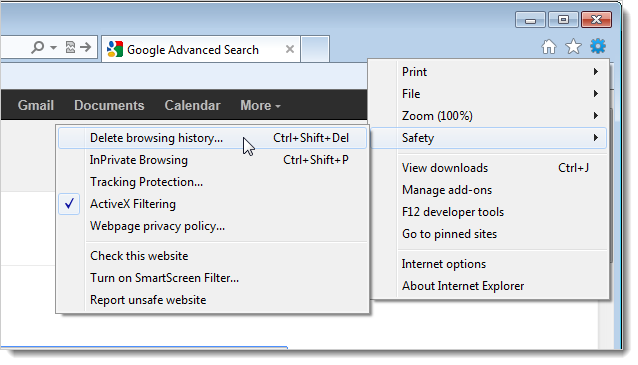 Google Advanced Search
Gmail Documents Calendar More
Print
File
Zoom (100%)
Safety
View downloads Ctrl+J
Manage add-ons
F12 developer tools
Go to pinned sites
Internet options
About Internet Explorer
Delete browsing history... Ctrl+Shift+Del
InPrivate Browsing Ctrl+Shift+P
Tracking Protection...
ActiveX Filtering
Webpage privacy policy...
Check this website
Turn on SmartScreen Filter...
Report unsafe website